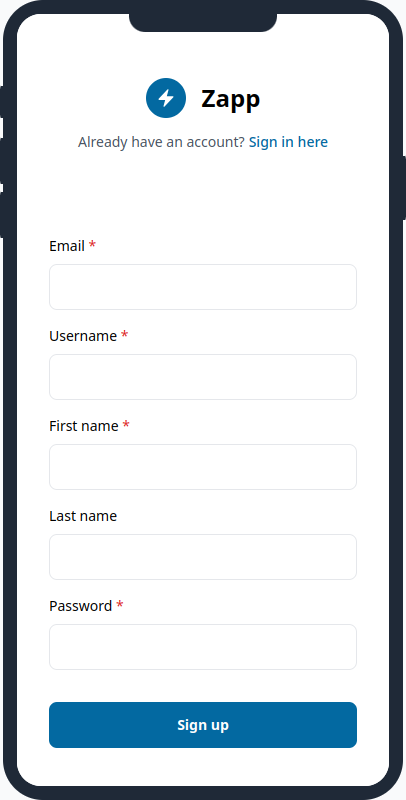 Zapp
Already have an account? Sign in here
Email *
Username *
First name *
Last name
Password *
Sign up